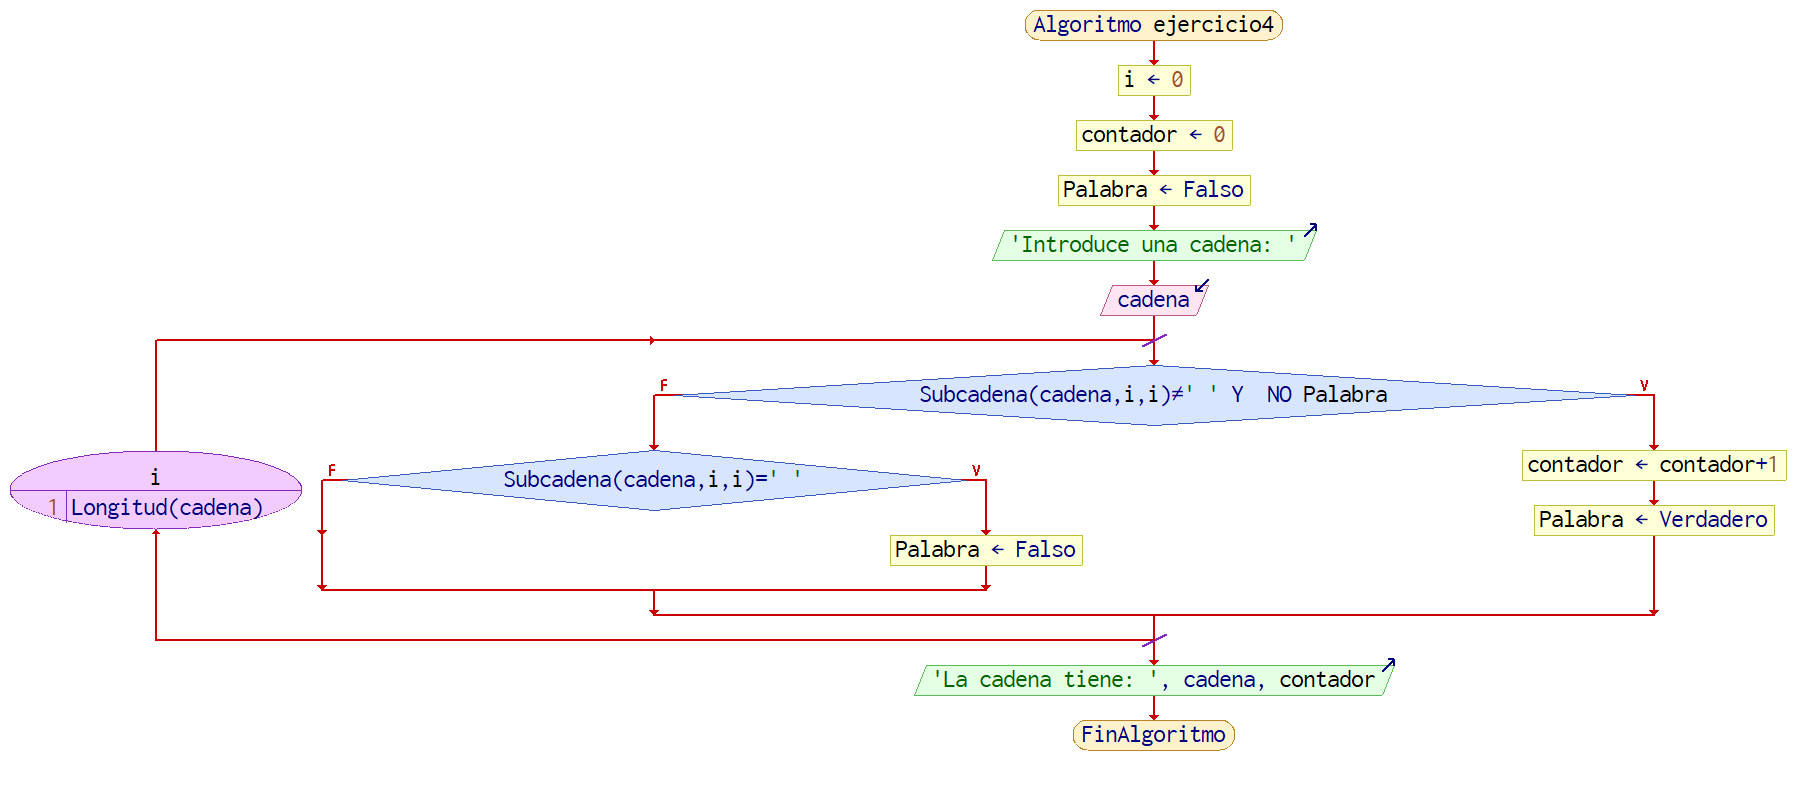 Algoritmo ejercicio4
i ← 0
contador ← 0
Palabra ← Falso
'Introduce una cadena: '
cadena
F
Subcadena(cadena,i,i)≠' ' Y  NO Palabra
V
i
1 Longitud(cadena)
F
Subcadena(cadena,i,i)=' '
V
contador ← contador+1
Palabra ← Verdadero
Palabra ← Falso
'La cadena tiene: ', cadena, contador
FinAlgoritmo